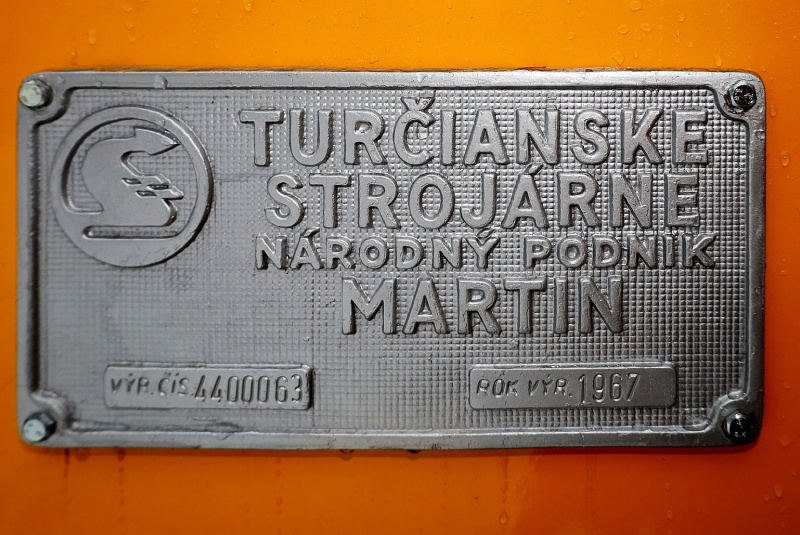 TURČIANSKE
STROJÁRNE
NÁRODNÝ PODNIK
MARTIN
VÝR. ČÍS. 4400063
ROK VÝR. 1967